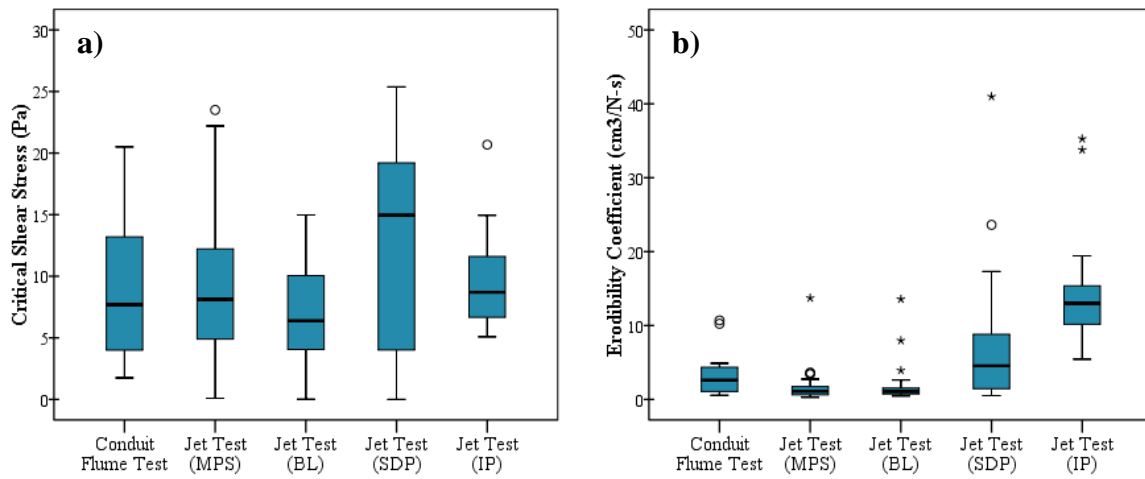 a)
Critical Shear Stress (Pa)
30
25
20
15
10
5
0
Conduit
Flume Test
Jet Test
(MPS)
Jet Test
(BL)
Jet Test
(SDP)
Jet Test
(IP)
b)
Erodibility Coefficient (cm3/N-s)
50
40
30
20
10
0
Conduit
Flume Test
Jet Test
(MPS)
Jet Test
(BL)
Jet Test
(SDP)
Jet Test
(IP)